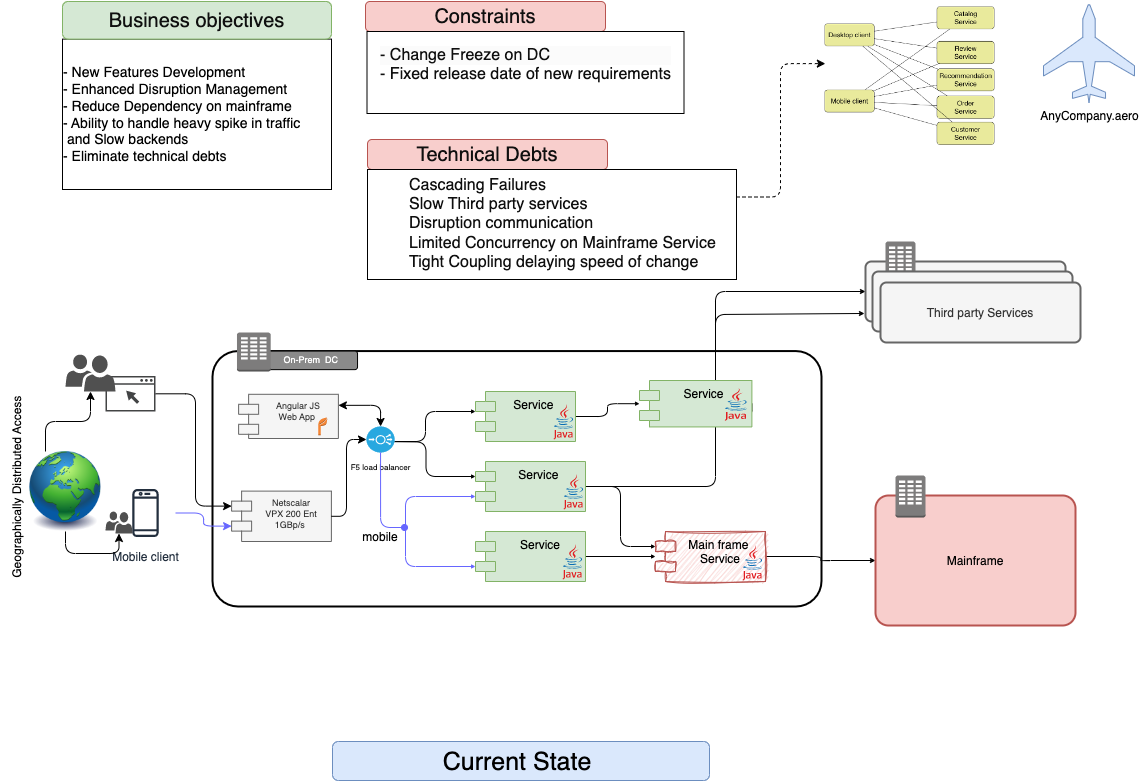 Business objectives
- New Features Development
- Enhanced Disruption Management
- Reduce Dependency on mainframe
- Ability to handle heavy spike in traffic
and Slow backends
- Eliminate technical debts
Constraints
- Change Freeze on DC
- Fixed release date of new requirements
Technical Debts
Cascading Failures
Slow Third party services
Disruption communication
Limited Concurrency on Mainframe Service
Tight Coupling delaying speed of change
Desktop client
Mobile client
Catalog
Service
Review
Service
Recommendation
Service
Order
Service
Customer
Service
AnyCompany.aero
Third party Services
On-Prem DC
Geographically Distributed Access
Mobile client
Angular JS
Web App
Netscalar
VPX 200 Ent
1GBp/s
F5 load balancer
mobile
Service
Java
Service
Java
Service
Java
Service
Java
Main frame
Service
Java
Mainframe
Current State